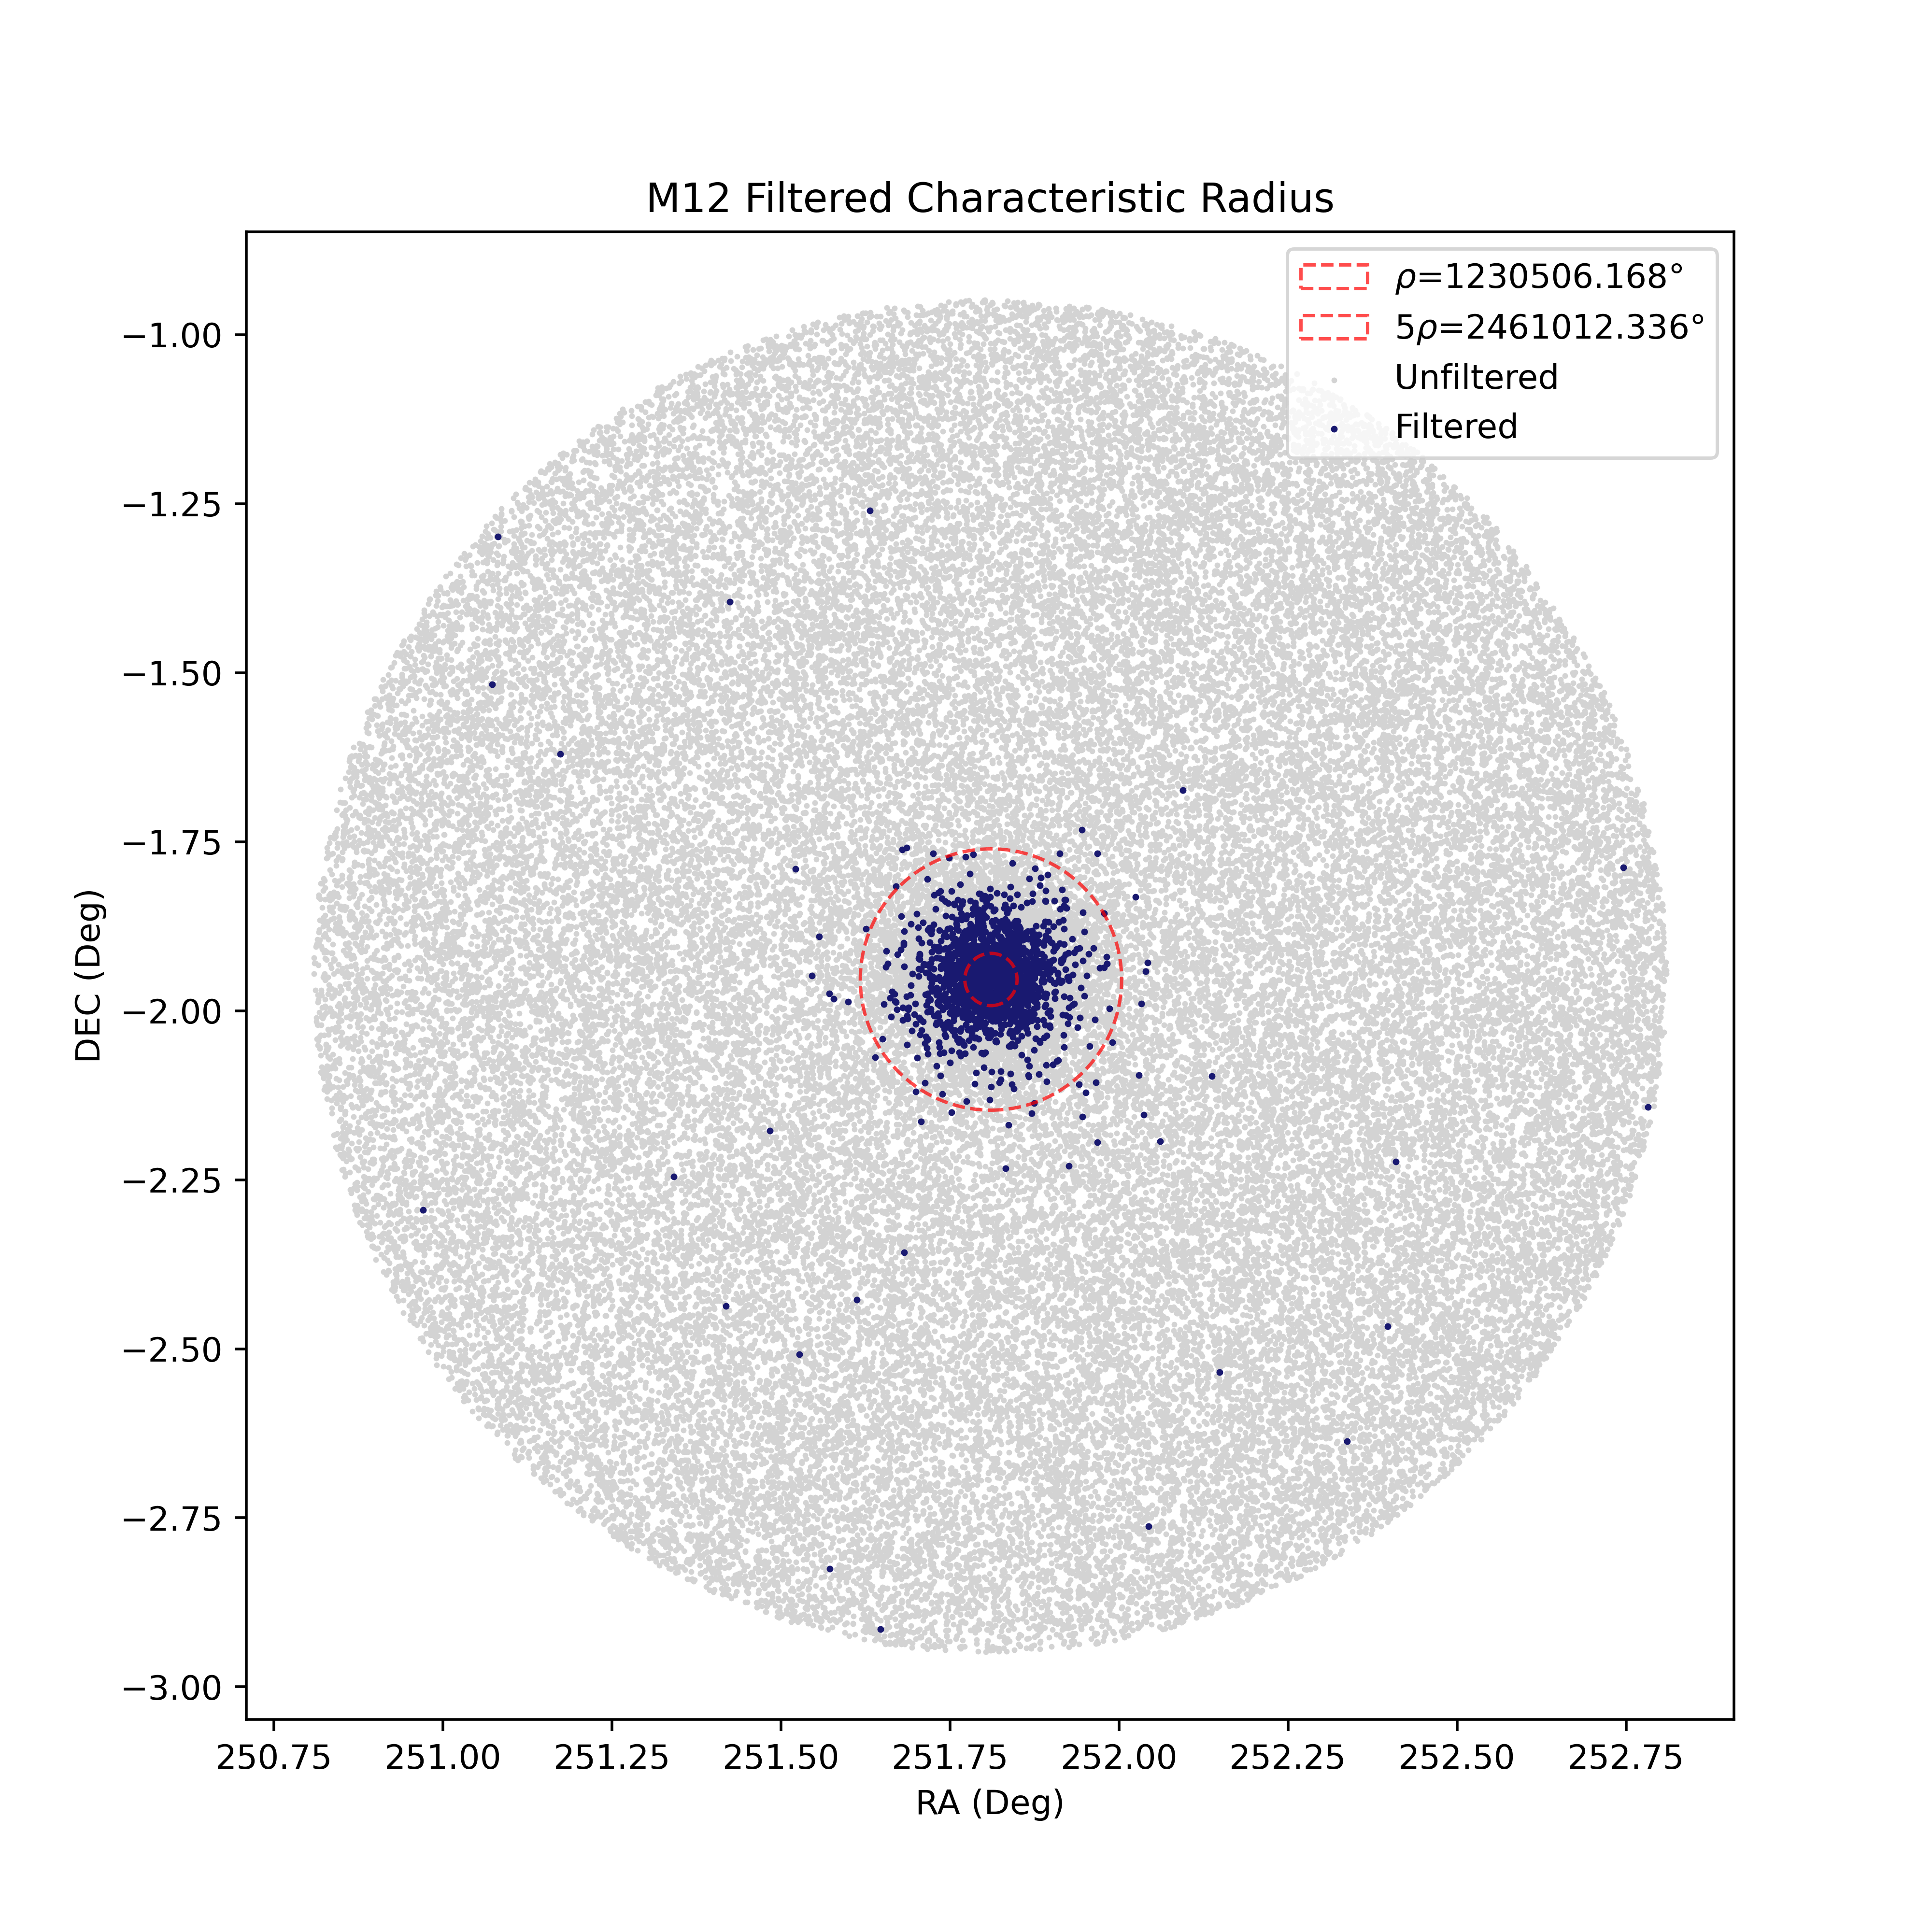 M12 Filtered Characteristic Radius
ρ=1230506.168°
5ρ=2461012.336°
Unfiltered
Filtered
−1.00
−1.25
−1.50
−1.75
−2.00
−2.25
−2.50
−2.75
−3.00
DEC (Deg)
250.75 251.00 251.25 251.50 251.75 252.00 252.25 252.50 252.75
RA (Deg)